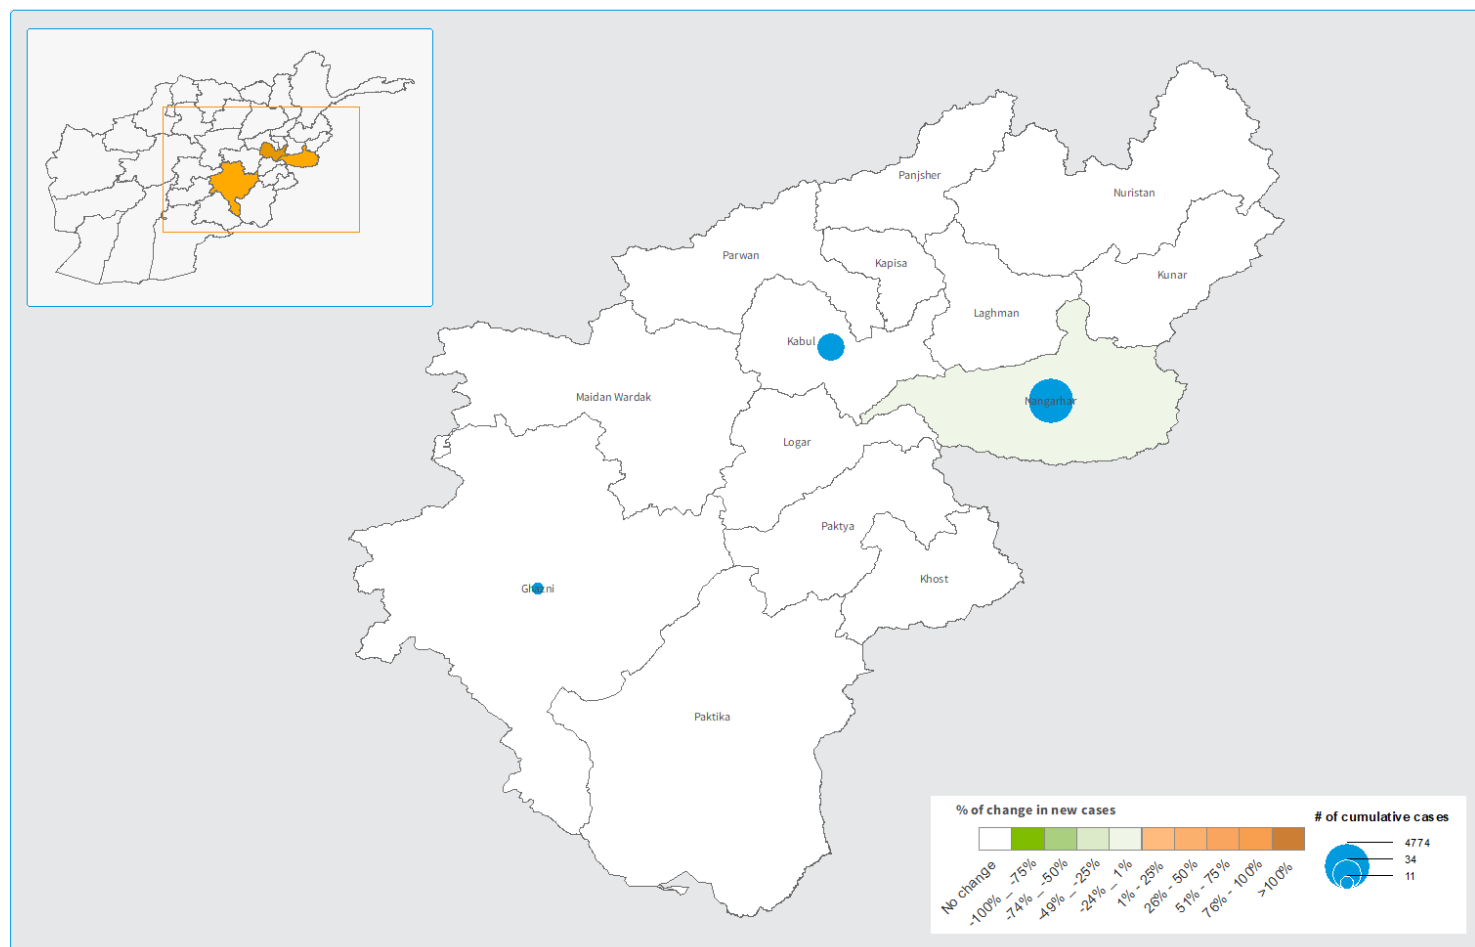 Panjsher
Nuristan
Parwan
Kapisa
Kunar
Laghman
Kabul
Maidan Wardak
Nangarhar
Logar
Paktya
Khost
Ghazni
Paktika
% of change in new cases
No change
-100% _ -75%
-74% _ -50%
-49% _ -25%
-24% _ 1%
1% - 25%
26% - 50%
51% - 75%
76% - 100%
>100%
# of cumulative cases
4774
34
11